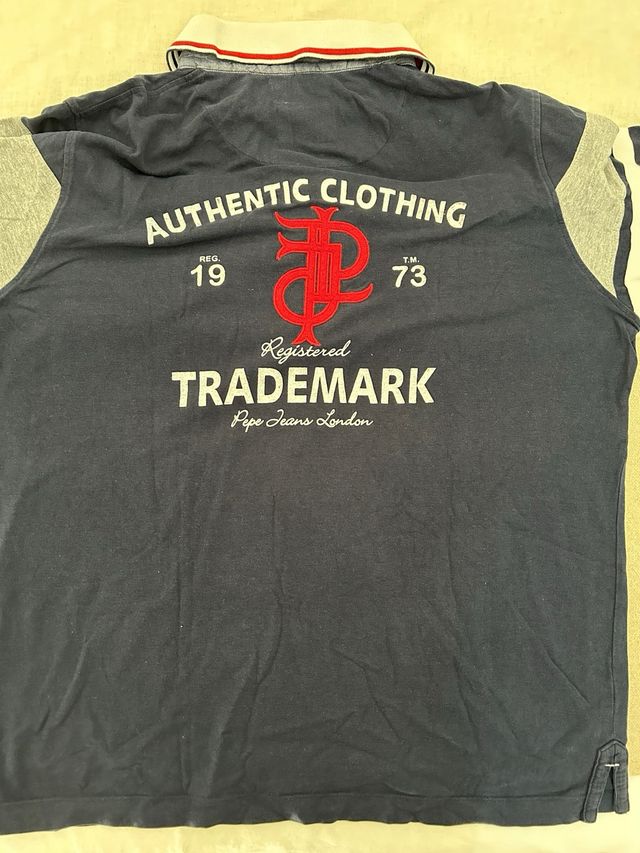 AUTHENTIC CLOTHING
REG. T.M.
19 73
Registered
TRADEMARK
Pepe Jeans London